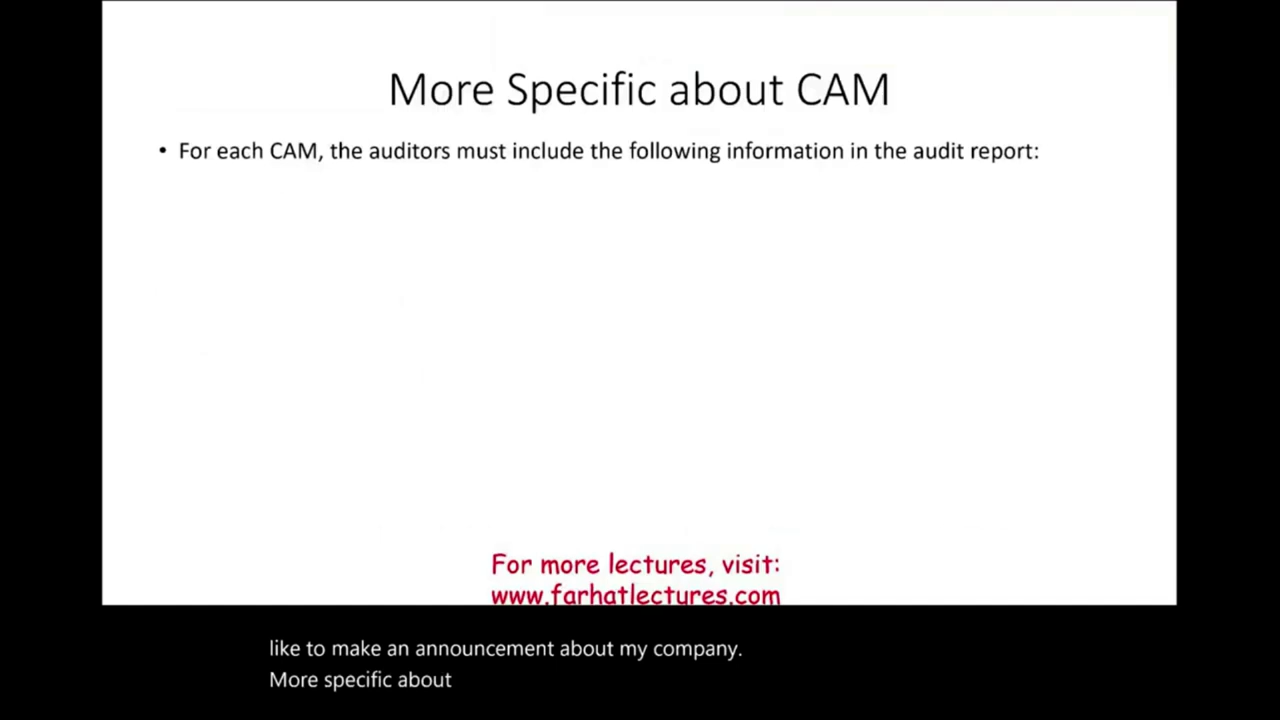 More Specific about CAM
• For each CAM, the auditors must include the following information in the audit report:
For more lectures, visit:
www.farhatlectures.com
like to make an announcement about my company.
More specific about